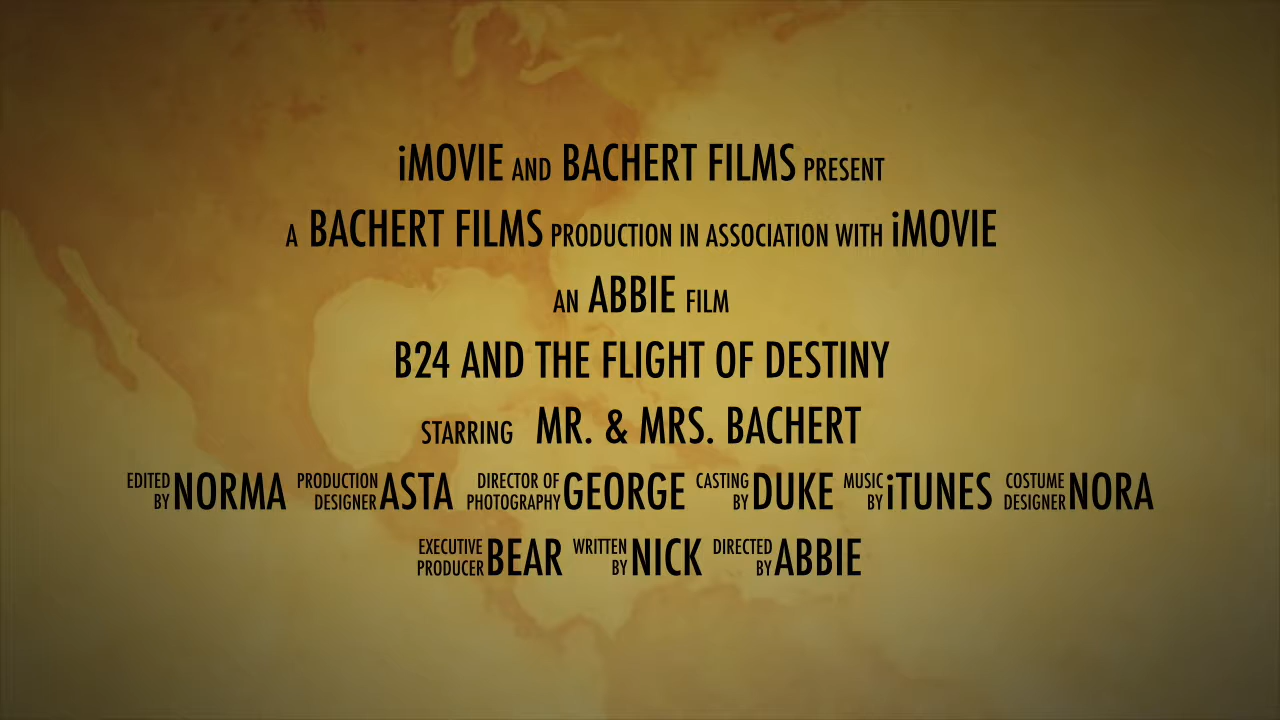 iMOVIE AND BACHERT FILMS PRESENT
A BACHERT FILMS PRODUCTION IN ASSOCIATION WITH iMOVIE
AN ABBIE FILM
B24 AND THE FLIGHT OF DESTINY
STARRING MR. & MRS. BACHERT
EDITED BY NORMA PRODUCTION DESIGNER ASTA DIRECTOR OF PHOTOGRAPHY GEORGE CASTING BY DUKE MUSIC BY iTUNES COSTUME DESIGNER NORA
EXECUTIVE PRODUCER BEAR WRITTEN BY NICK DIRECTED BY ABBIE